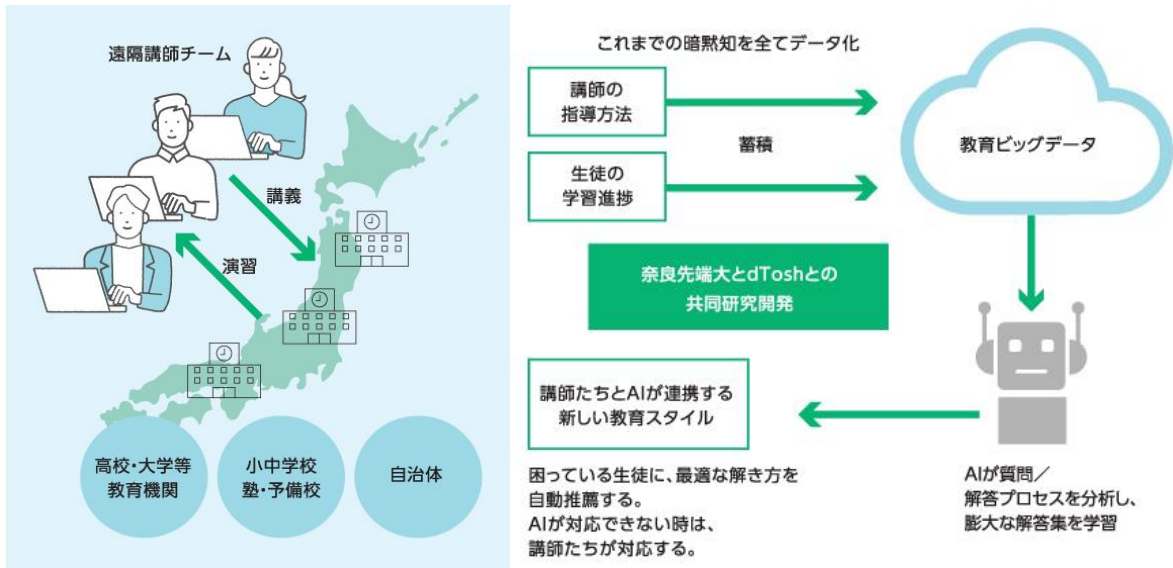 遠隔講師チーム
講義
演習
高校・大学等
教育機関
小中学校
塾・予備校
自治体
これまでの暗黙知を全てデータ化
講師の
指導方法
蓄積
生徒の
学習進捗
教育ビッグデータ
奈良先端大とdToshとの
共同研究開発
講師たちとAIが連携する
新しい教育スタイル
困っている生徒に、最適な解き方を
自動推薦する。
AIが対応できない時は、
講師たちが対応する。
AIが質問／
解答プロセスを分析し、
膨大な解答集を学習